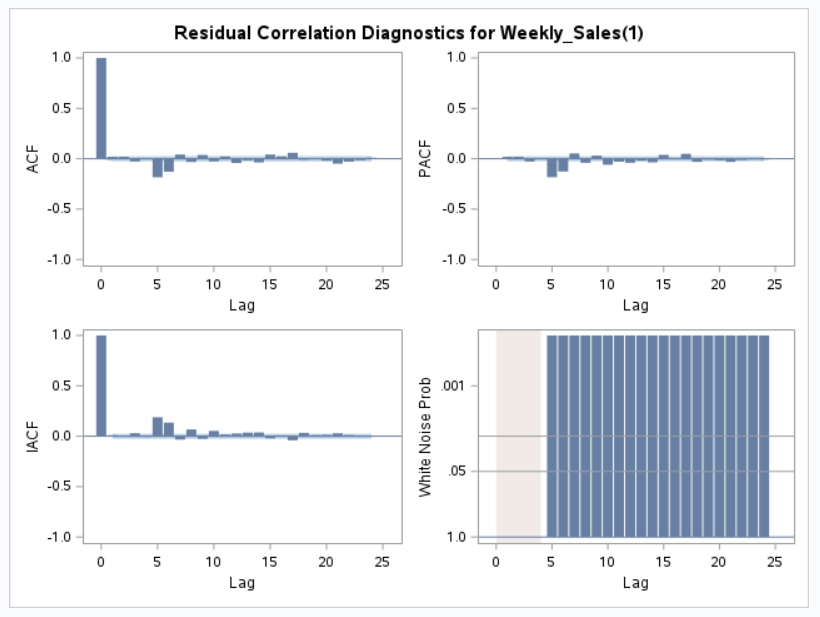 Residual Correlation Diagnostics for Weekly_Sales(1)
1.0
0.5
0.0
-0.5
-1.0
ACF
0 5 10 15 20 25
Lag
1.0
0.5
0.0
-0.5
-1.0
PACF
0 5 10 15 20 25
Lag
1.0
0.5
0.0
-0.5
-1.0
IACF
0 5 10 15 20 25
Lag
.001
.05
1.0
White Noise Prob
0 5 10 15 20 25
Lag